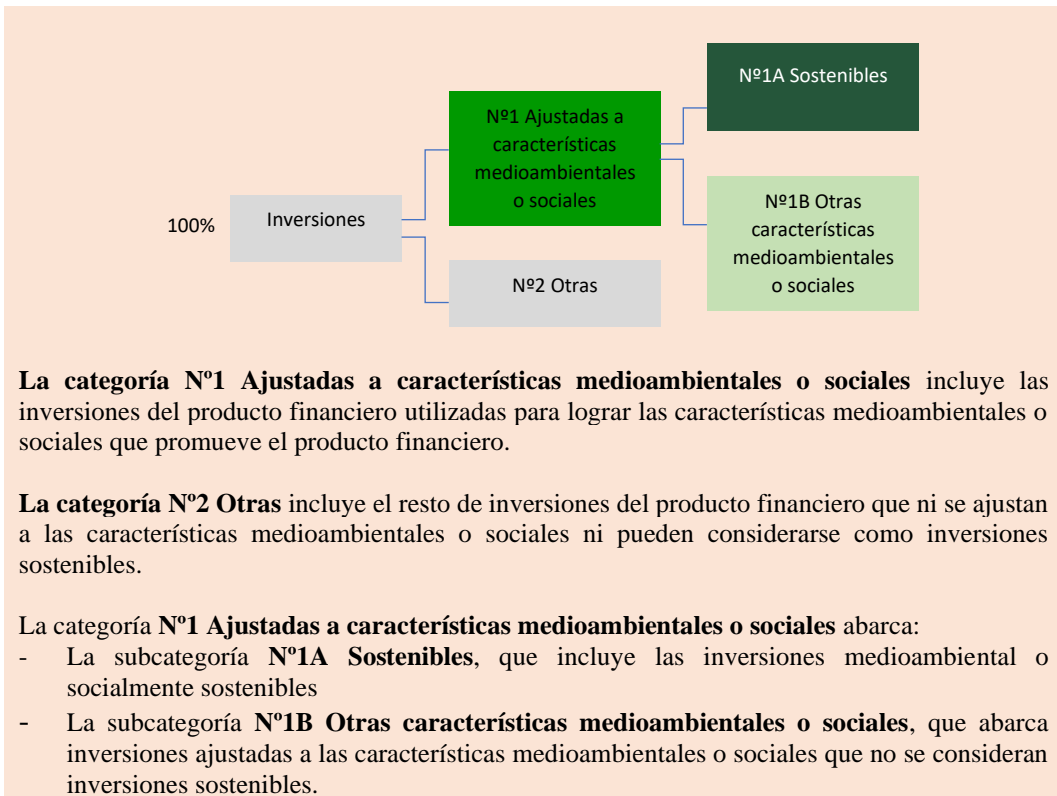 Nº1A Sostenibles
Nº1 Ajustadas a
características
medioambientales
o sociales
Nº1B Otras
características
medioambientales
o sociales
100%
Inversiones
Nº2 Otras
La categoría Nº1 Ajustadas a características medioambientales o sociales incluye las
inversiones del producto financiero utilizadas para lograr las características medioambientales o
sociales que promueve el producto financiero.
La categoría Nº2 Otras incluye el resto de inversiones del producto financiero que ni se ajustan
a las características medioambientales o sociales ni pueden considerarse como inversiones
sostenibles.
La categoría Nº1 Ajustadas a características medioambientales o sociales abarca:
- La subcategoría Nº1A Sostenibles, que incluye las inversiones medioambiental o
socialmente sostenibles
- La subcategoría Nº1B Otras características medioambientales o sociales, que abarca
inversiones ajustadas a las características medioambientales o sociales que no se consideran
inversiones sostenibles.